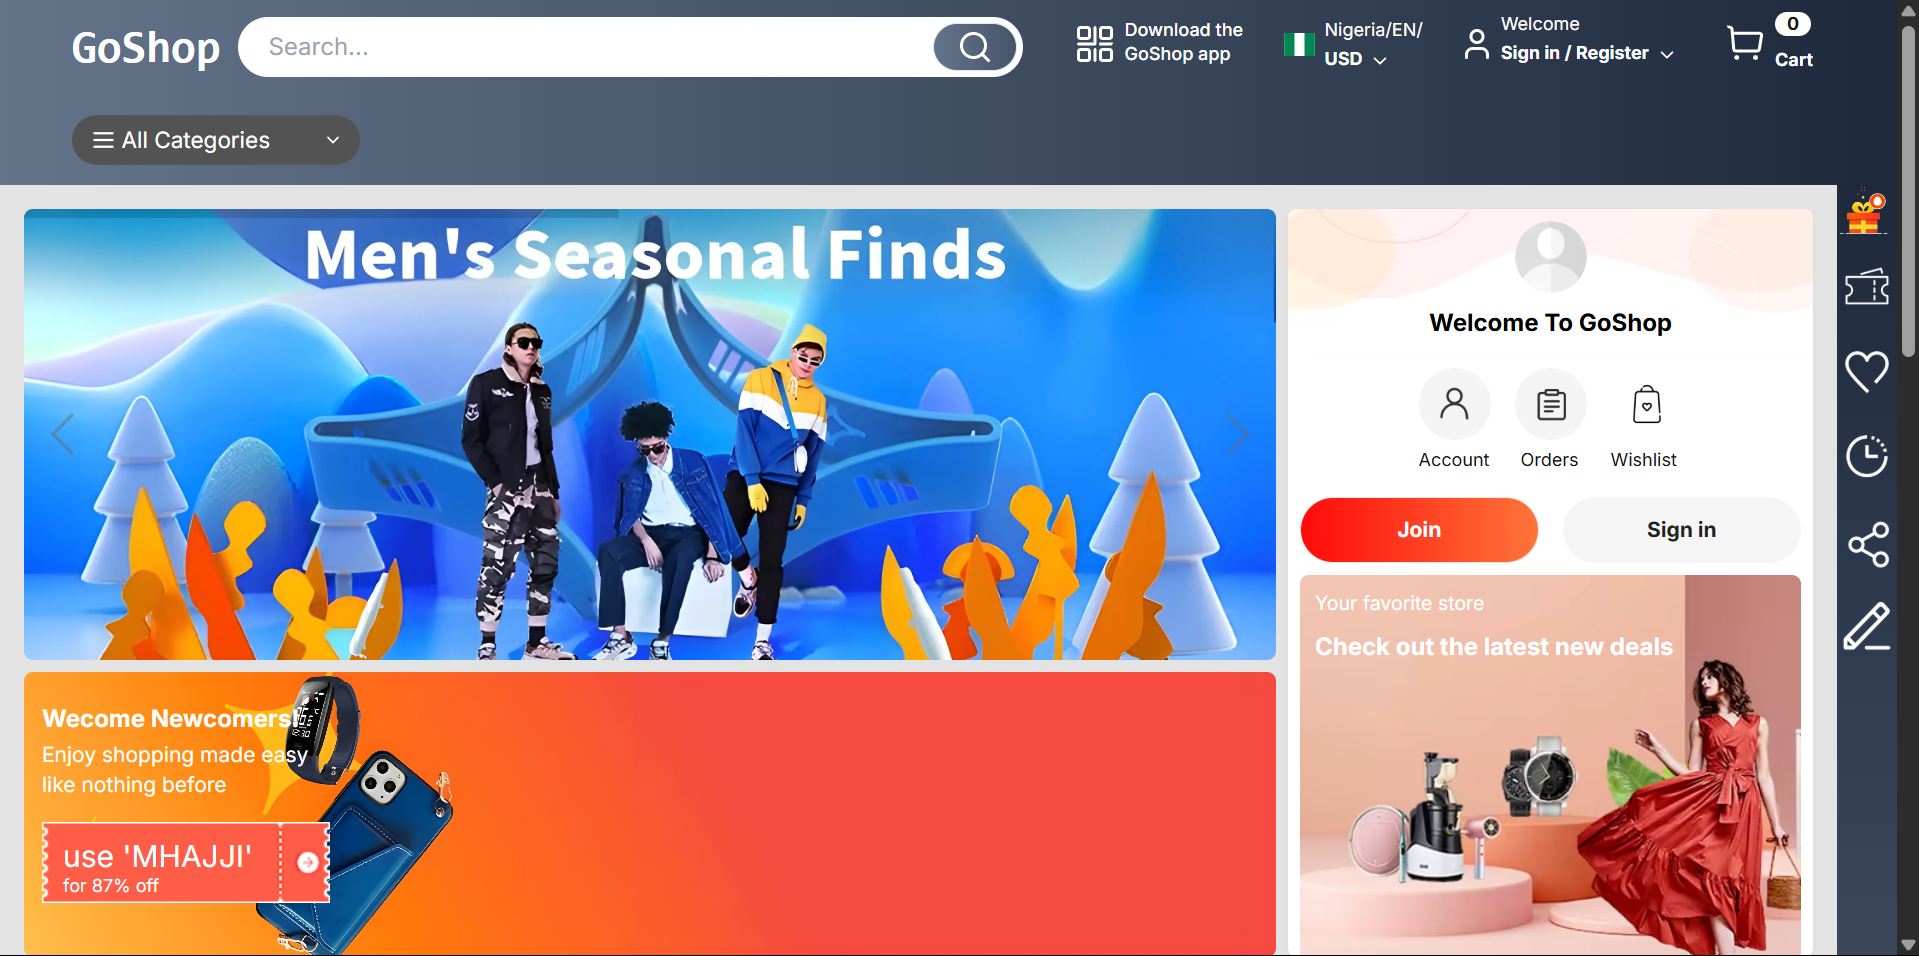 GoShop
Search...
Download the
GoShop app
Nigeria/EN/
USD
Welcome
Sign in / Register
0
Cart
All Categories
Men's Seasonal Finds
Welcome To GoShop
Account
Orders
Wishlist
Join
Sign in
Your favorite store
Check out the latest new deals
Wecome Newcomers!
Enjoy shopping made easy
like nothing before
use 'MHAJJI'
for 87% off